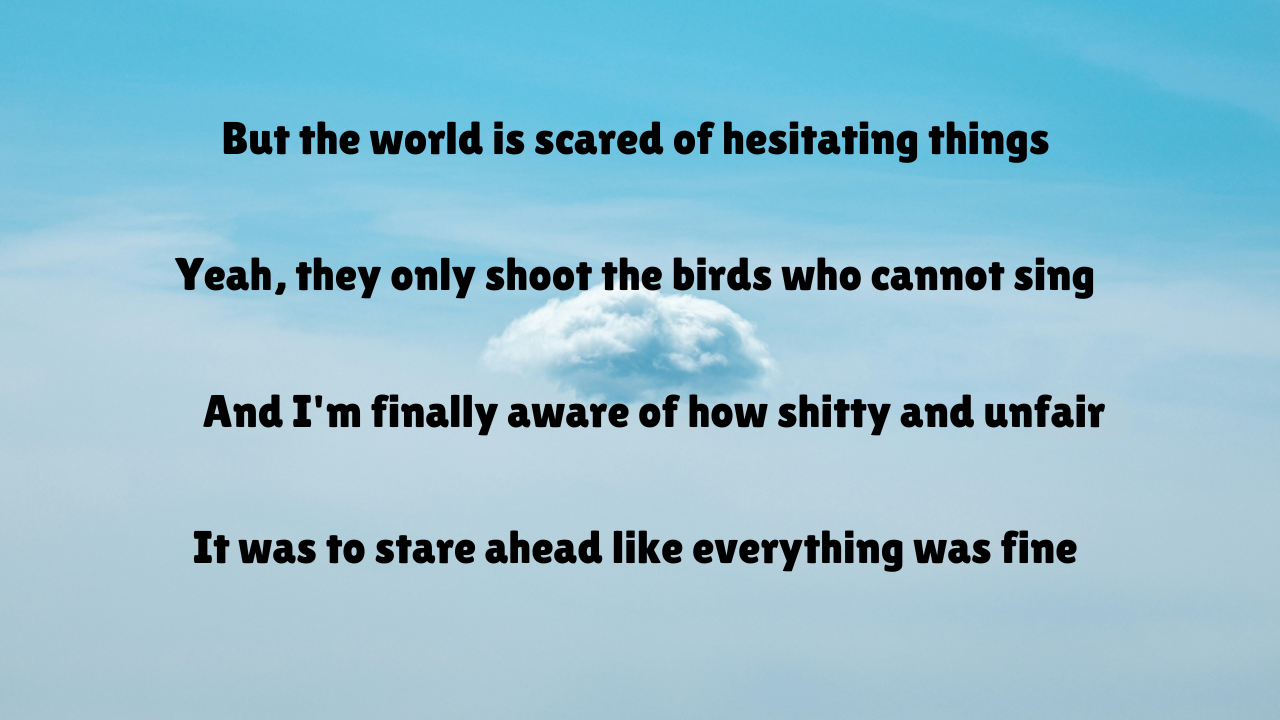 But the world is scared of hesitating things
Yeah, they only shoot the birds who cannot sing
And I'm finally aware of how shitty and unfair
It was to stare ahead like everything was fine